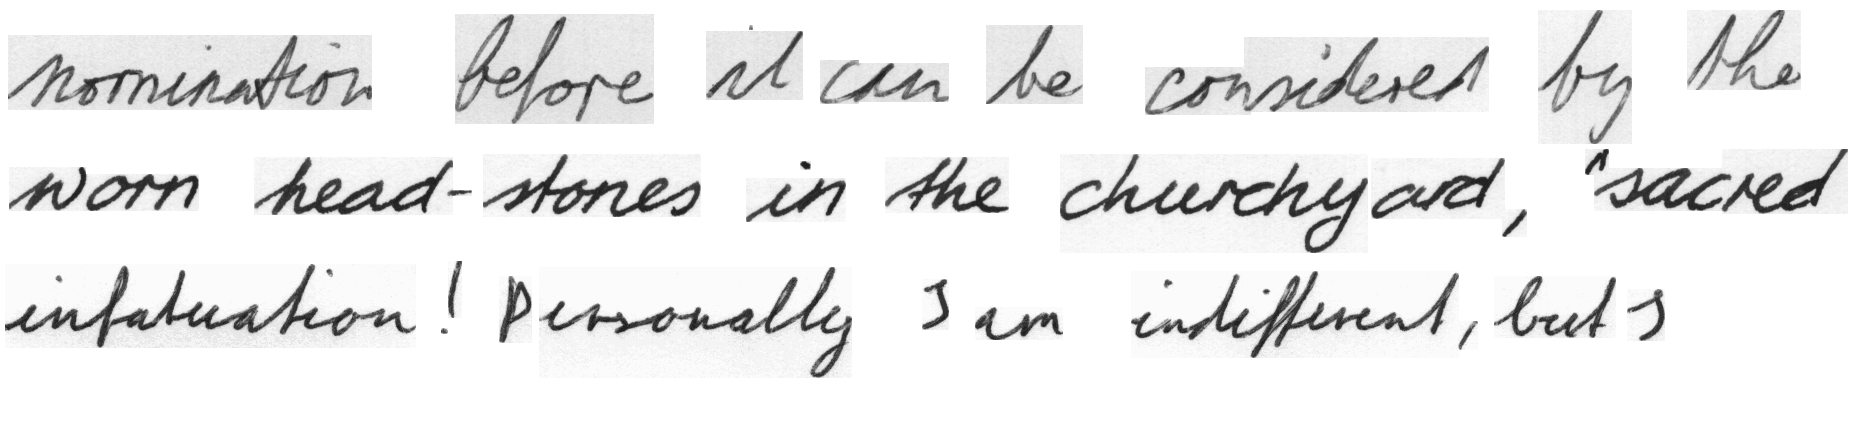 nomination before it can be considered by the
worn head-stones in the churchyard, "sacred
infatuation! Personally I am indifferent, but I